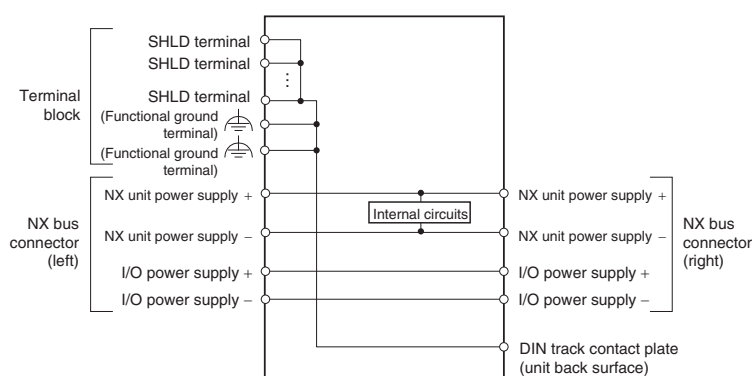 SHLD terminal
SHLD terminal
⋮
SHLD terminal
(Functional ground
terminal)
(Functional ground
terminal)
Terminal
block
NX unit power supply +
NX unit power supply –
I/O power supply +
I/O power supply –
NX bus
connector
(left)
Internal circuits
NX unit power supply +
NX unit power supply –
I/O power supply +
I/O power supply –
NX bus
connector
(right)
DIN track contact plate
(unit back surface)